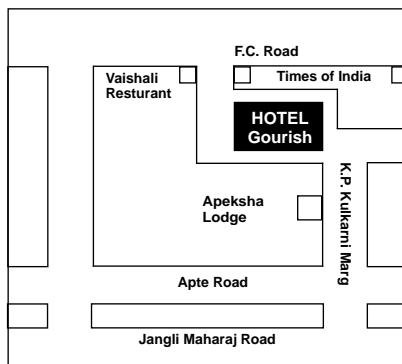 F.C. Road
Vaishali
Resturant
Times of India
HOTEL
Gourish
K.P. Kulkarni Marg
Apeksha
Lodge
Apte Road
Jangli Maharaj Road